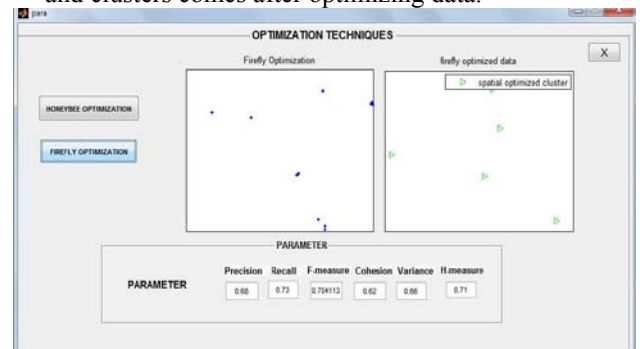 and clusters comes after optimizing data.
para
OPTIMIZATION TECHNIQUES
X
Firefly Optimization
firefly optimized data
spatial optimized cluster
HONEYBEE OPTIMIZATION
FIREFLY OPTIMIZATION
PARAMETER
Precision Recall F-measure Cohesion Variance H-measure
PARAMETER
0.68 0.73 0.704113 0.62 0.66 0.71